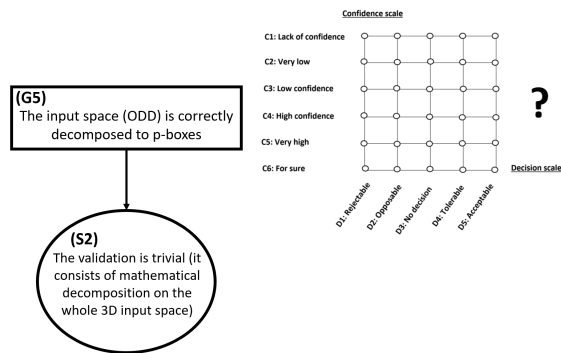 (G5)
The input space (ODD) is correctly
decomposed to p-boxes
(S2)
The validation is trivial (it
consists of mathematical
decomposition on the
whole 3D input space)
Confidence scale
C1: Lack of confidence
C2: Very low
C3: Low confidence
C4: High confidence
C5: Very high
C6: For sure
Decision scale
D1: Rejectable
D2: Opposable
D3: No decision
D4: Tolerable
D5: Acceptable
?